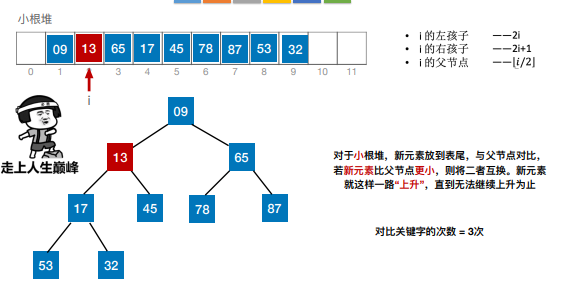 小根堆
09 13 65 17 45 78 87 53 32
0 1 3 4 5 6 7 8 9 10 11
i
• i 的左孩子 ——2i
• i 的右孩子 ——2i+1
• i 的父节点 ——⌊i/2⌋
09
走上人生巅峰
13 65
17 45 78 87
53 32
对于小根堆，新元素放到表尾，与父节点对比，
若新元素比父节点更小，则将二者互换。新元素
就这样一路“上升”，直到无法继续上升为止
对比关键字的次数 = 3次